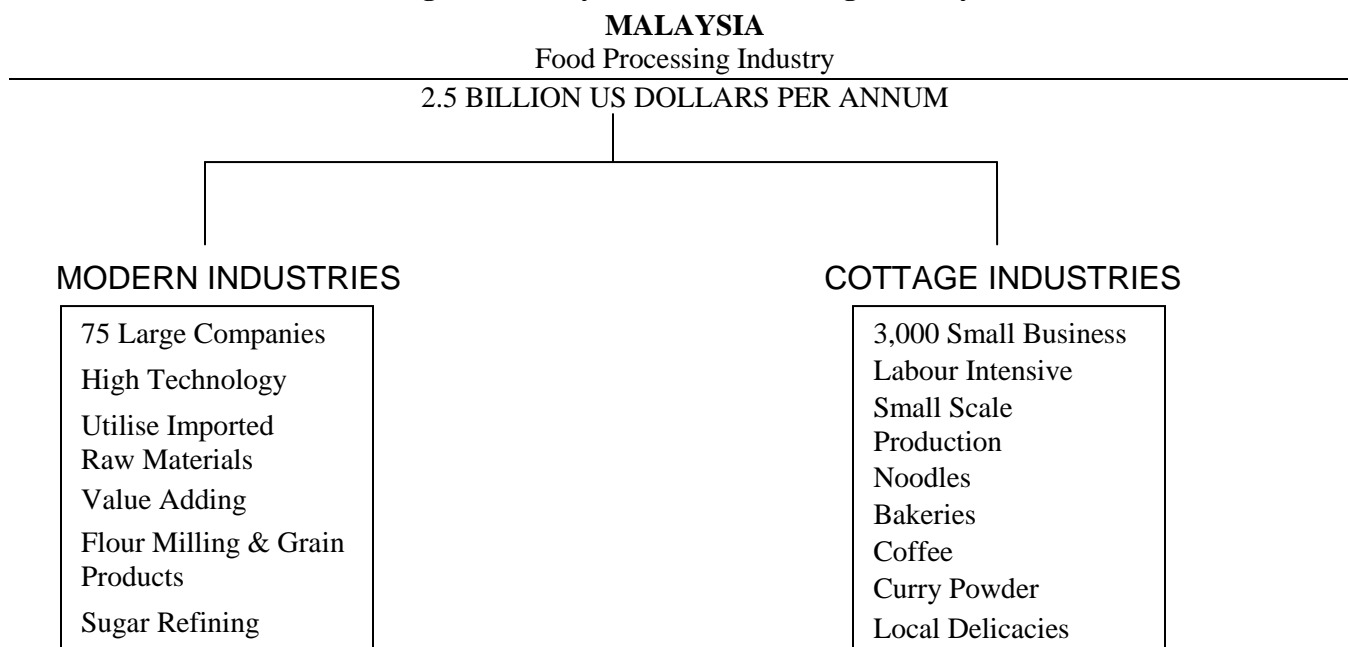 MALAYSIA
Food Processing Industry
2.5 BILLION US DOLLARS PER ANNUM
MODERN INDUSTRIES
75 Large Companies
High Technology
Utilise Imported
Raw Materials
Value Adding
Flour Milling & Grain
Products
Sugar Refining
COTTAGE INDUSTRIES
3,000 Small Business
Labour Intensive
Small Scale
Production
Noodles
Bakeries
Coffee
Curry Powder
Local Delicacies